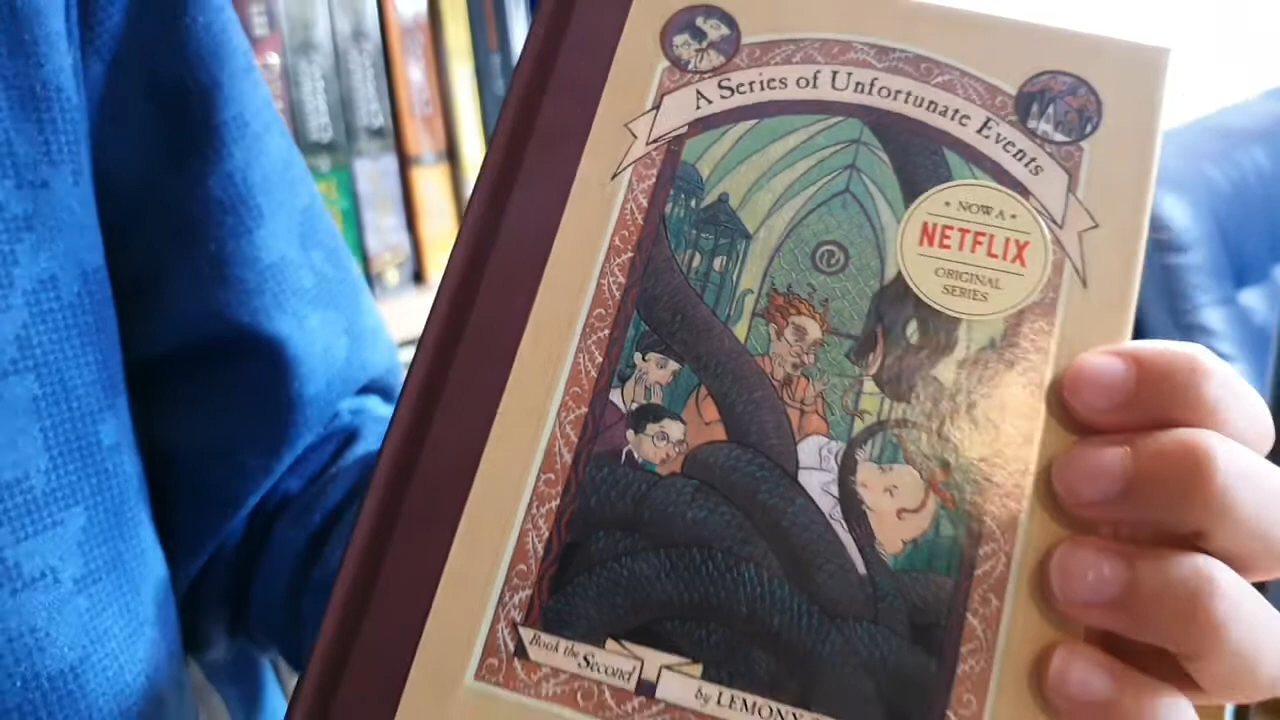 A Series of Unfortunate Events
NOW A
NETFLIX
ORIGINAL
SERIES
Book the Second
by LEMONY